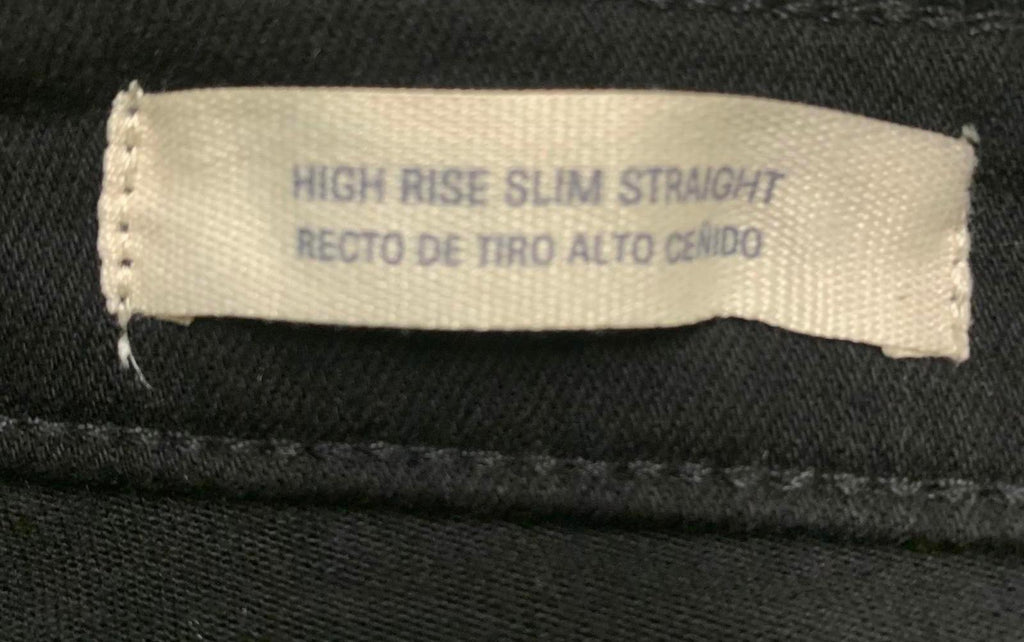 HIGH RISE SLIM STRAIGHT
RECTO DE TIRO ALTO CEÑIDO